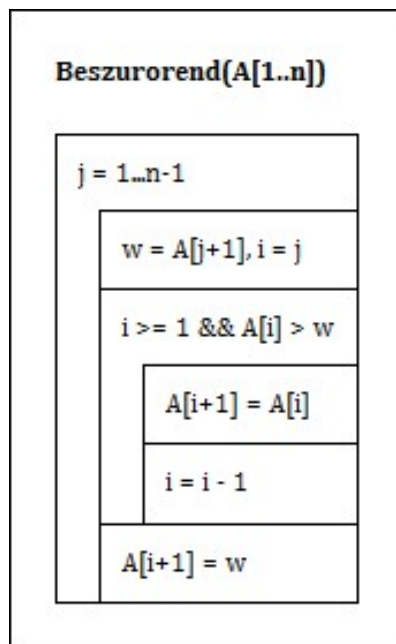 Beszurorend(A[1..n])
j = 1...n-1
w = A[j+1], i = j
i >= 1 && A[i] > w
A[i+1] = A[i]
i = i - 1
A[i+1] = w